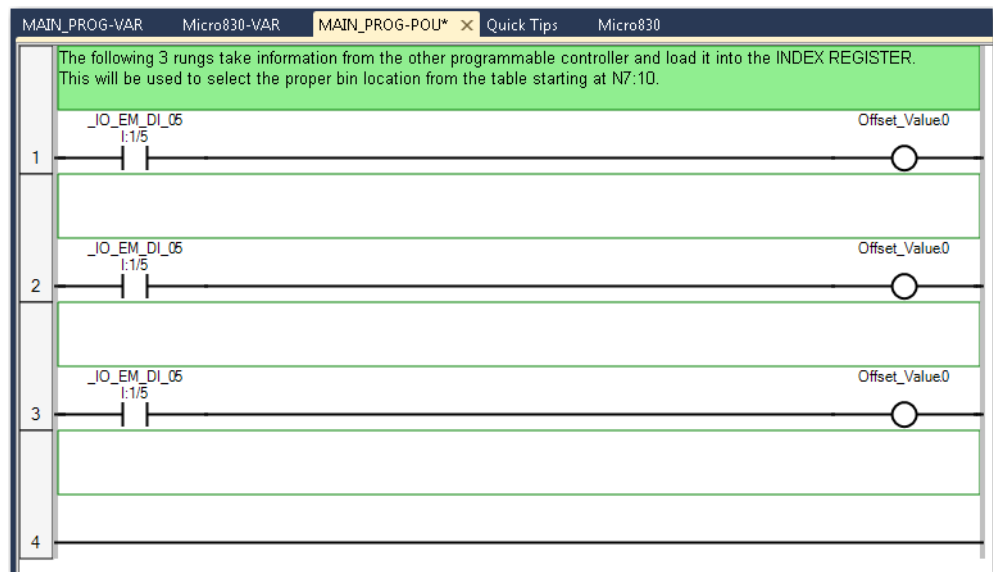 MAIN_PROG-VAR Micro830-VAR MAIN_PROG-POU* × Quick Tips Micro830
The following 3 rungs take information from the other programmable controller and load it into the INDEX REGISTER.
This will be used to select the proper bin location from the table starting at N7:10.
_IO_EM_DI_05 Offset_Value.0
I:1/5
1
_IO_EM_DI_05 Offset_Value.0
I:1/5
2
_IO_EM_DI_05 Offset_Value.0
I:1/5
3
4